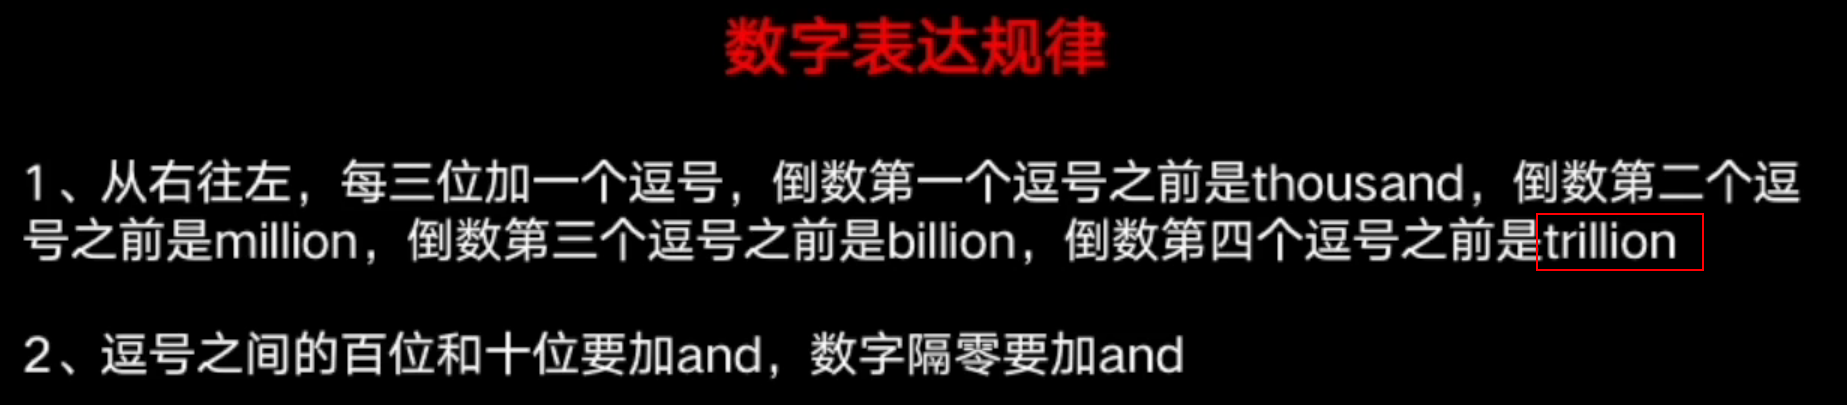 数字表达规律
1、从右往左，每三位加一个逗号，倒数第一个逗号之前是thousand，倒数第二个逗
号之前是million，倒数第三个逗号之前是billion，倒数第四个逗号之前是trillion
2、逗号之间的百位和十位要加and，数字隔零要加and